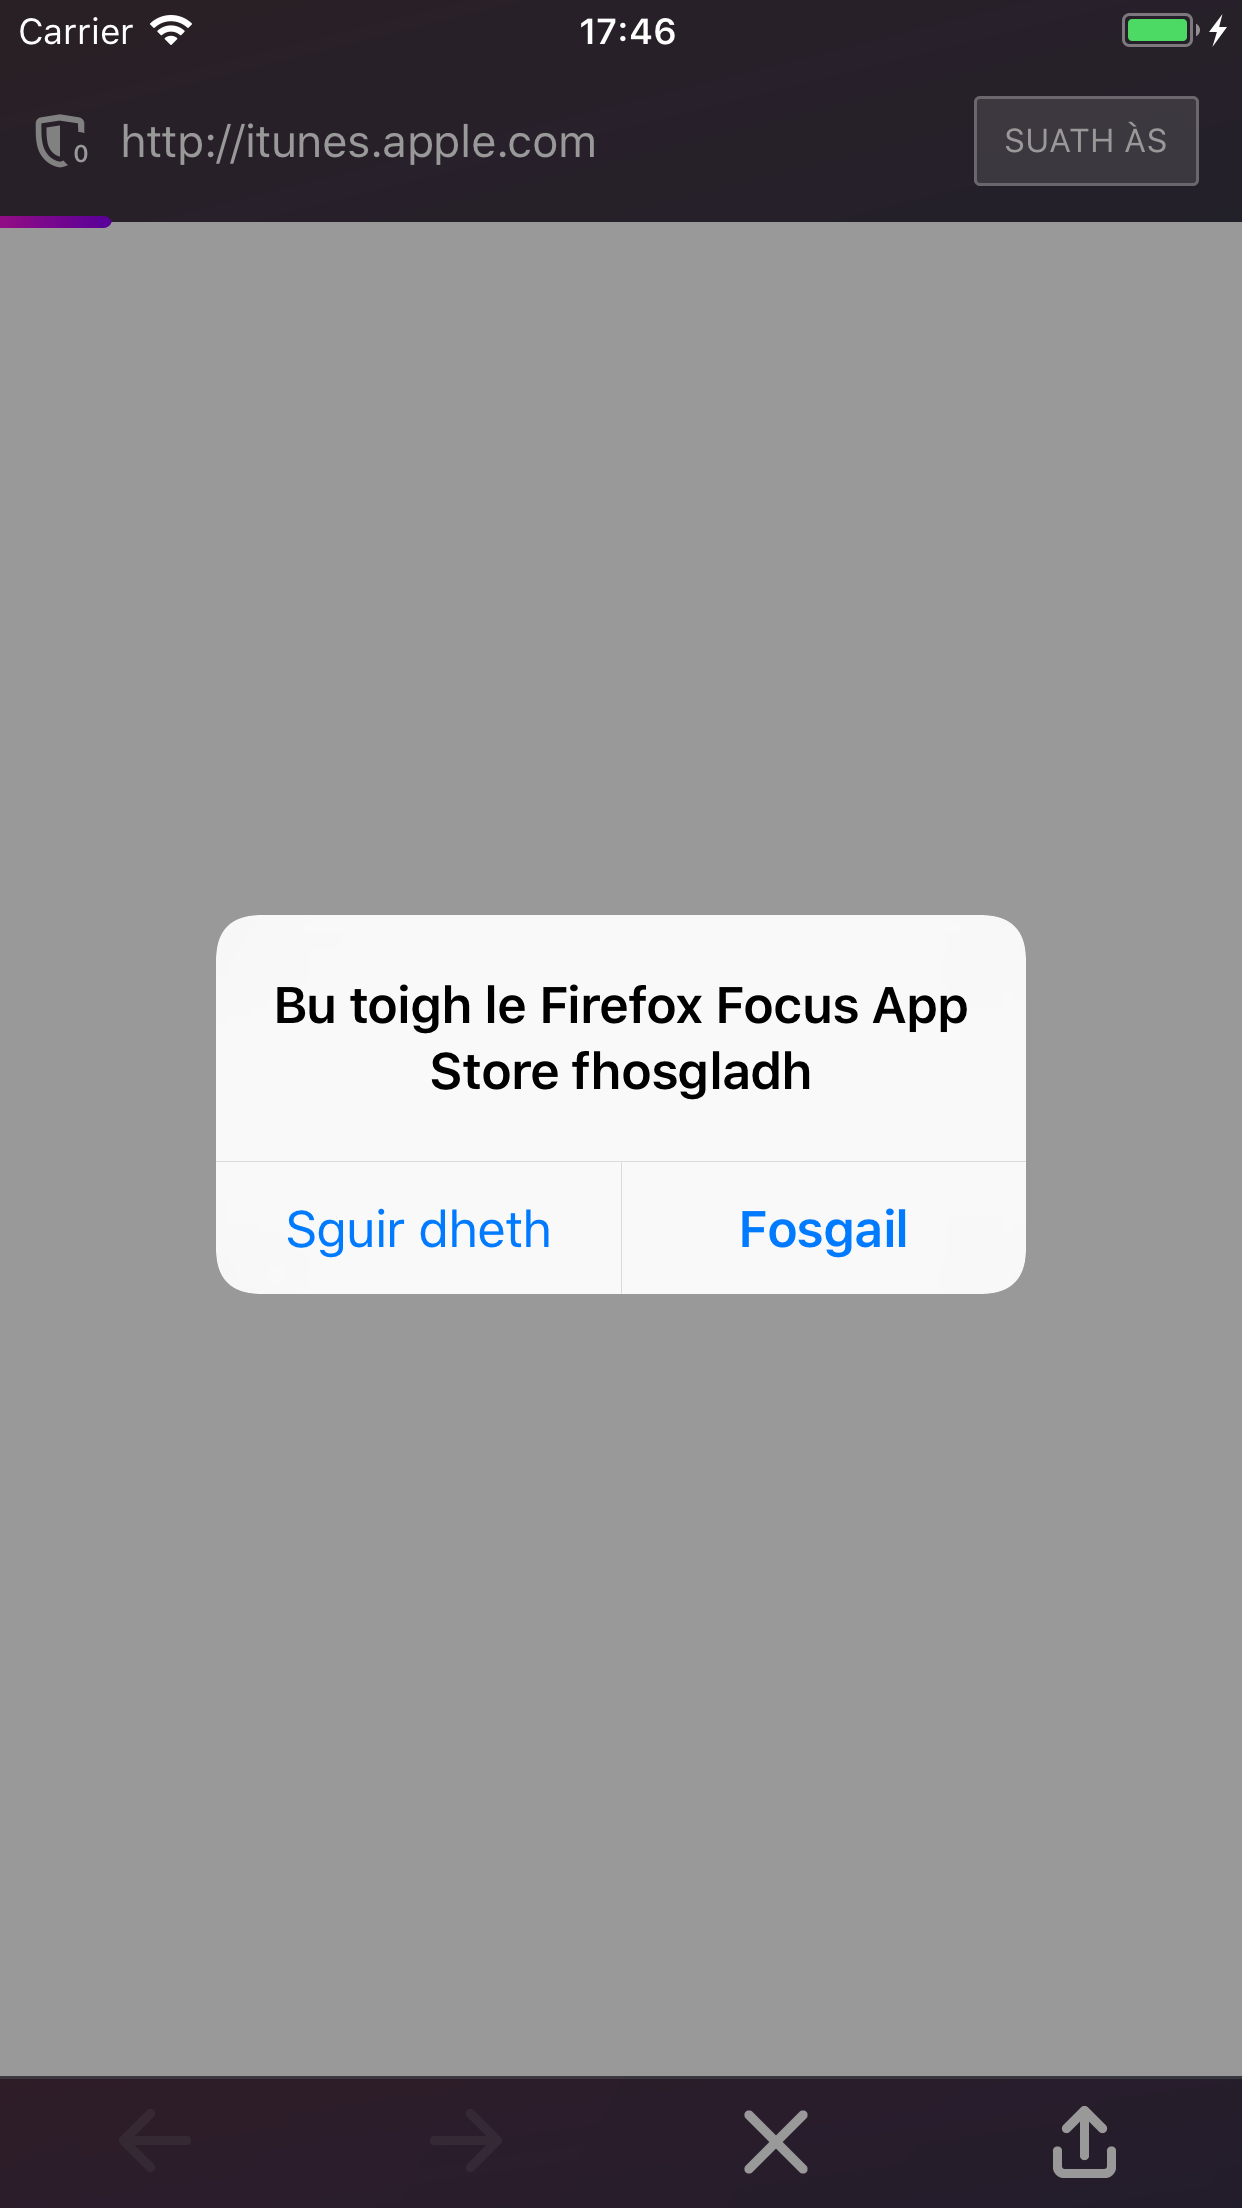 Carrier 17:46
0 http://itunes.apple.com SUATH ÀS
Bu toigh le Firefox Focus App
Store fhosgladh
Sguir dheth Fosgail